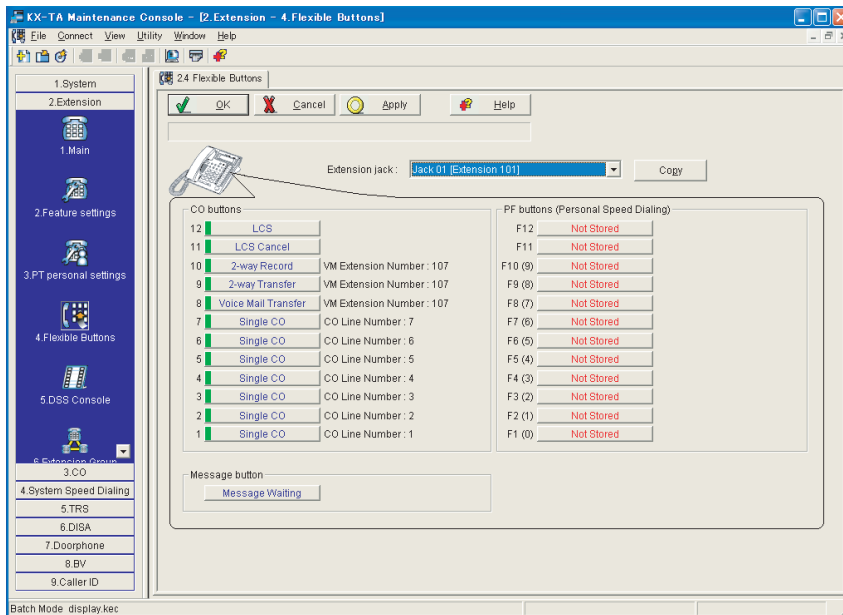 KX-TA Maintenance Console - [2.Extension - 4.Flexible Buttons]
File Connect View Utility Window Help
2.4 Flexible Buttons
OK Cancel Apply Help
1.System
2.Extension
1.Main
2.Feature settings
3.PT personal settings
4.Flexible Buttons
5.DSS Console
6.Extension Group
3.CO
4.System Speed Dialing
5.TRS
6.DISA
7.Doorphone
8.BV
9.Caller ID
Extension jack : Jack 01 [Extension 101] Copy
CO buttons
12 LCS
11 LCS Cancel
10 2-way Record VM Extension Number : 107
9 2-way Transfer VM Extension Number : 107
8 Voice Mail Transfer VM Extension Number : 107
7 Single CO CO Line Number : 7
6 Single CO CO Line Number : 6
5 Single CO CO Line Number : 5
4 Single CO CO Line Number : 4
3 Single CO CO Line Number : 3
2 Single CO CO Line Number : 2
1 Single CO CO Line Number : 1
PF buttons (Personal Speed Dialing)
F12 Not Stored
F11 Not Stored
F10 (9) Not Stored
F9 (8) Not Stored
F8 (7) Not Stored
F7 (6) Not Stored
F6 (5) Not Stored
F5 (4) Not Stored
F4 (3) Not Stored
F3 (2) Not Stored
F2 (1) Not Stored
F1 (0) Not Stored
Message button
Message Waiting
Batch Mode display.kec